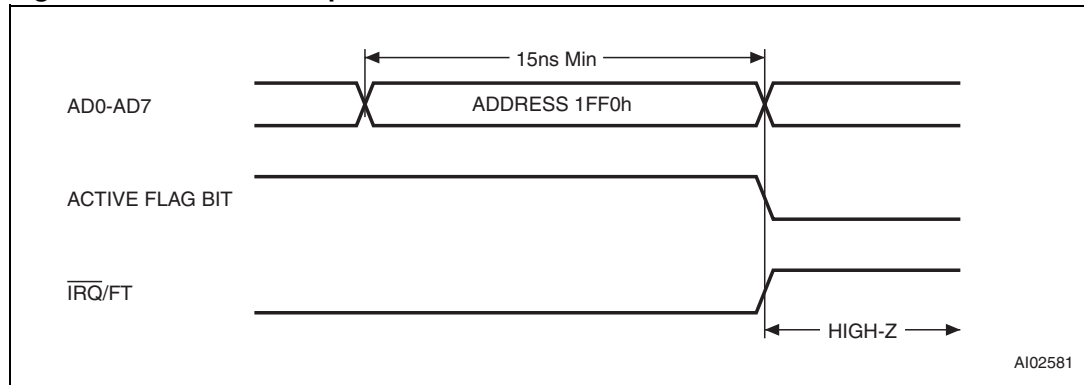 15ns Min
AD0-AD7
ADDRESS 1FF0h
ACTIVE FLAG BIT
IRQ/FT
HIGH-Z
AI02581